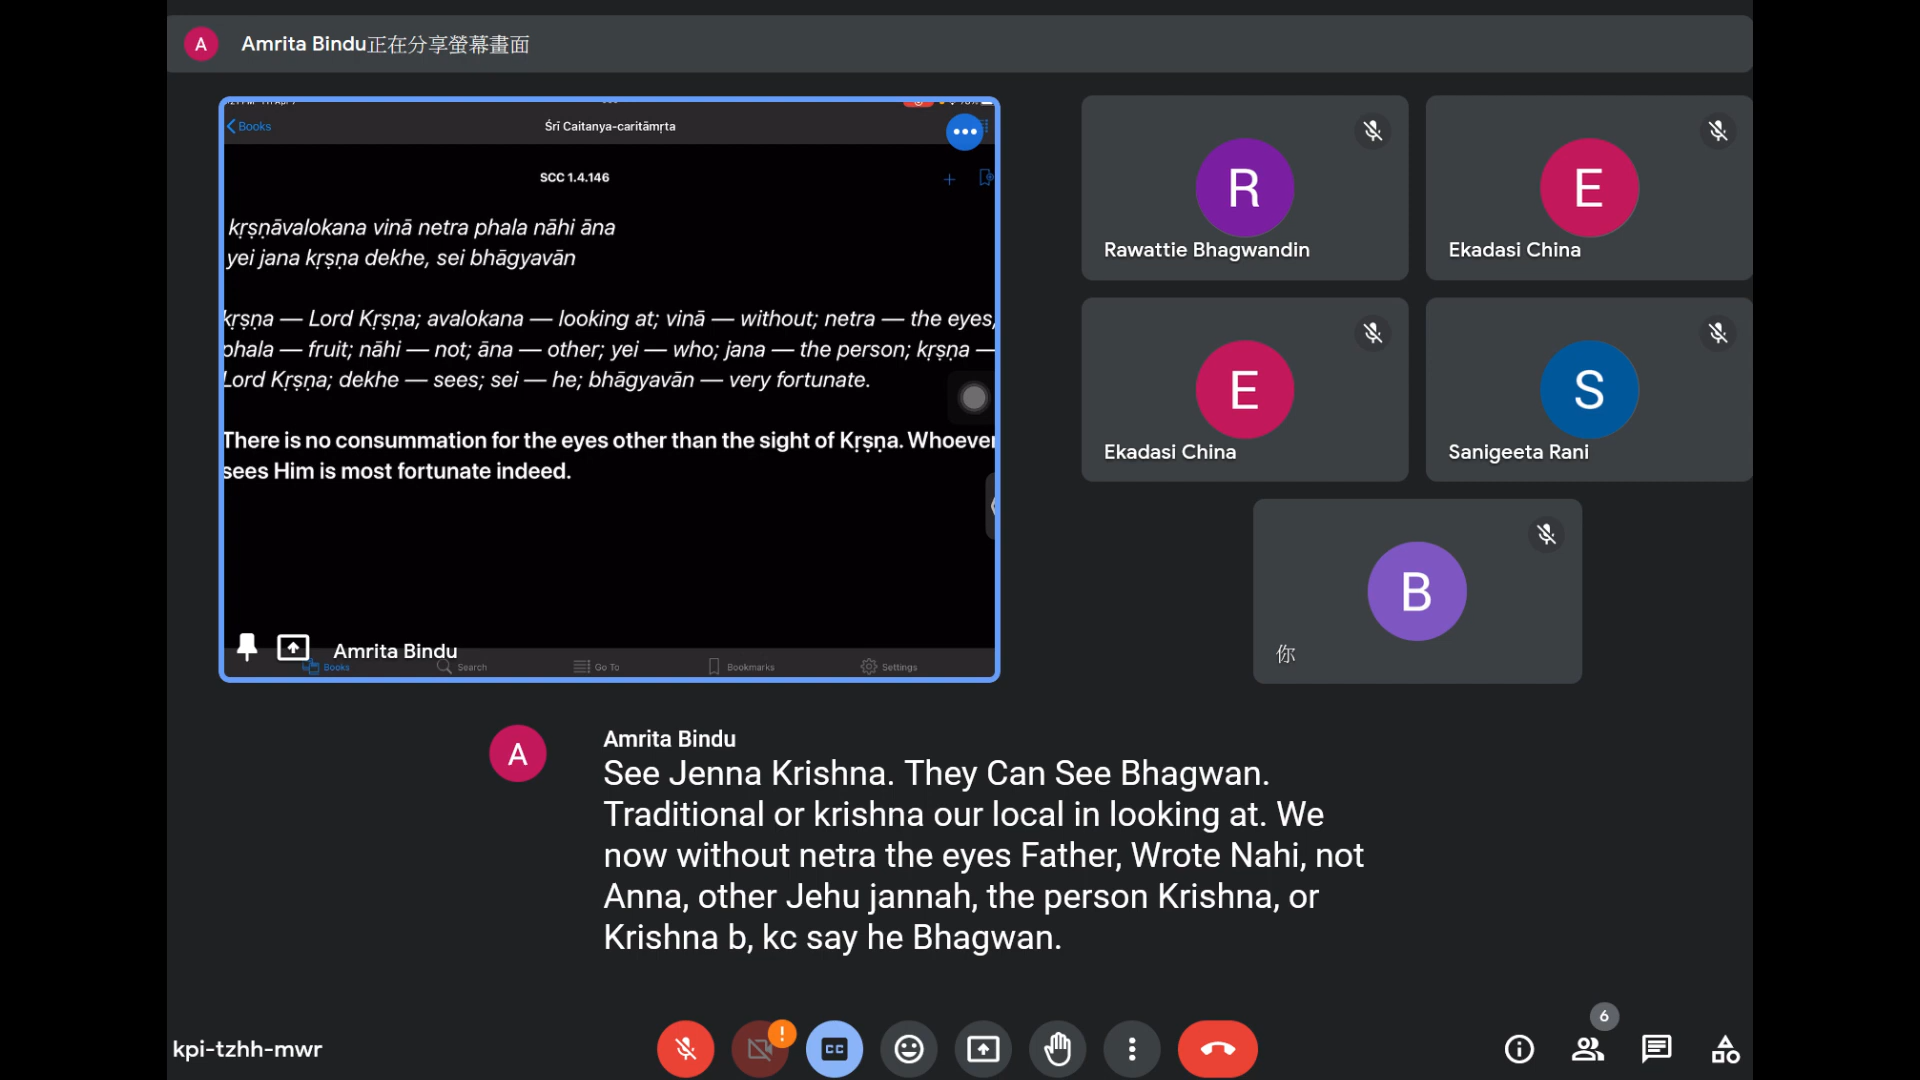 A
Amrita Bindu正在分享螢幕畫面
Books
Śrī Caitanya-caritāmṛta
SCC 1.4.146
kṛṣṇāvalokana vinā netra phala nāhi āna
yei jana kṛṣṇa dekhe, sei bhāgyavān
kṛṣṇa — Lord Kṛṣṇa; avalokana — looking at; vinā — without; netra — the eyes;
phala — fruit; nāhi — not; āna — other; yei — who; jana — the person; kṛṣṇa —
Lord Kṛṣṇa; dekhe — sees; sei — he; bhāgyavān — very fortunate.
There is no consummation for the eyes other than the sight of Kṛṣṇa. Whoever
sees Him is most fortunate indeed.
Amrita Bindu
Books
Search
Go To
Bookmarks
Settings
R
Rawattie Bhagwandin
E
Ekadasi China
E
Ekadasi China
S
Sanigeeta Rani
B
你
A
Amrita Bindu
See Jenna Krishna. They Can See Bhagwan.
Traditional or krishna our local in looking at. We
now without netra the eyes Father, Wrote Nahi, not
Anna, other Jehu jannah, the person Krishna, or
Krishna b, kc say he Bhagwan.
kpi-tzhh-mwr
!
CC
6